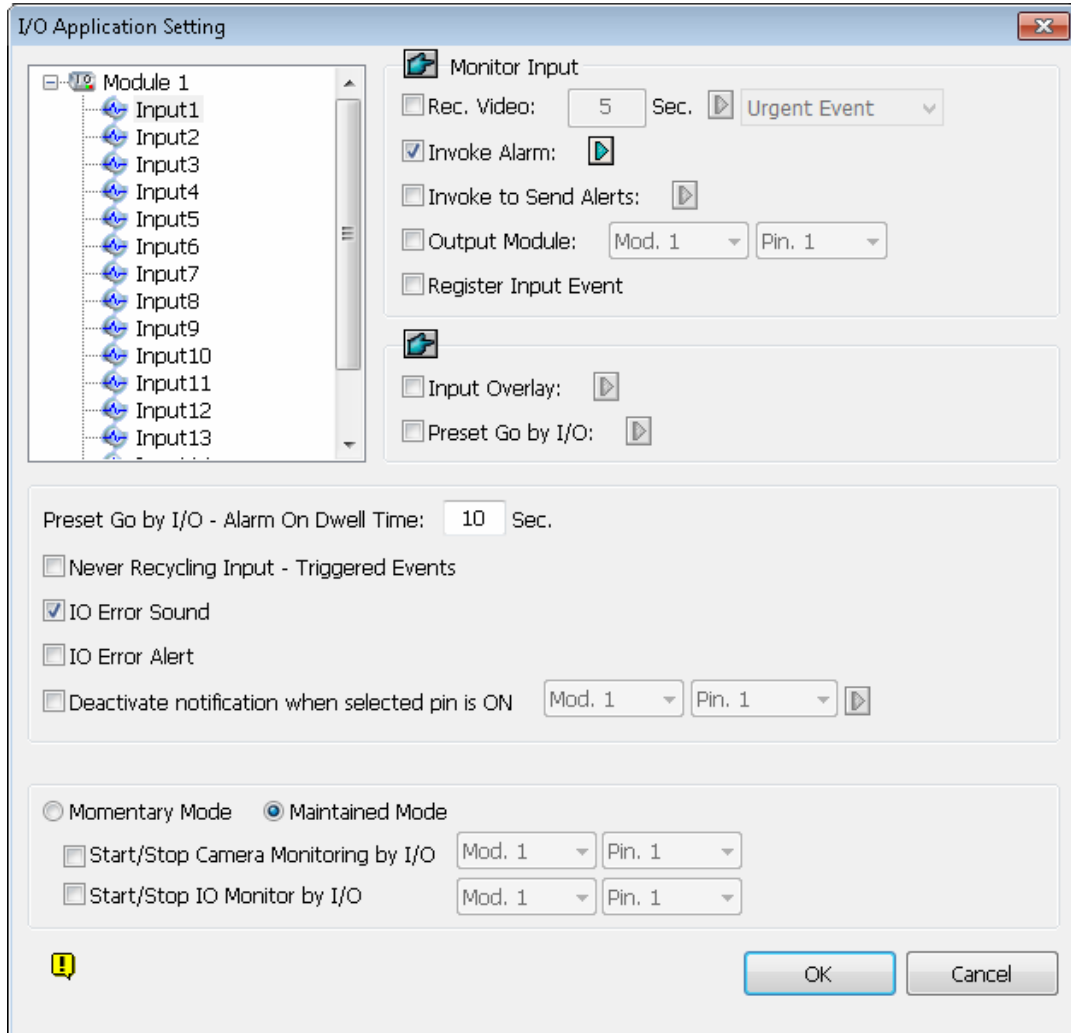 I/O Application Setting
Module 1
Input1
Input2
Input3
Input4
Input5
Input6
Input7
Input8
Input9
Input10
Input11
Input12
Input13
Monitor Input
Rec. Video: 5 Sec. Urgent Event
Invoke Alarm:
Invoke to Send Alerts:
Output Module: Mod. 1 Pin. 1
Register Input Event
Input Overlay:
Preset Go by I/O:
Preset Go by I/O - Alarm On Dwell Time: 10 Sec.
Never Recycling Input - Triggered Events
IO Error Sound
IO Error Alert
Deactivate notification when selected pin is ON Mod. 1 Pin. 1
Momentary Mode Maintained Mode
Start/Stop Camera Monitoring by I/O Mod. 1 Pin. 1
Start/Stop IO Monitor by I/O Mod. 1 Pin. 1
OK Cancel